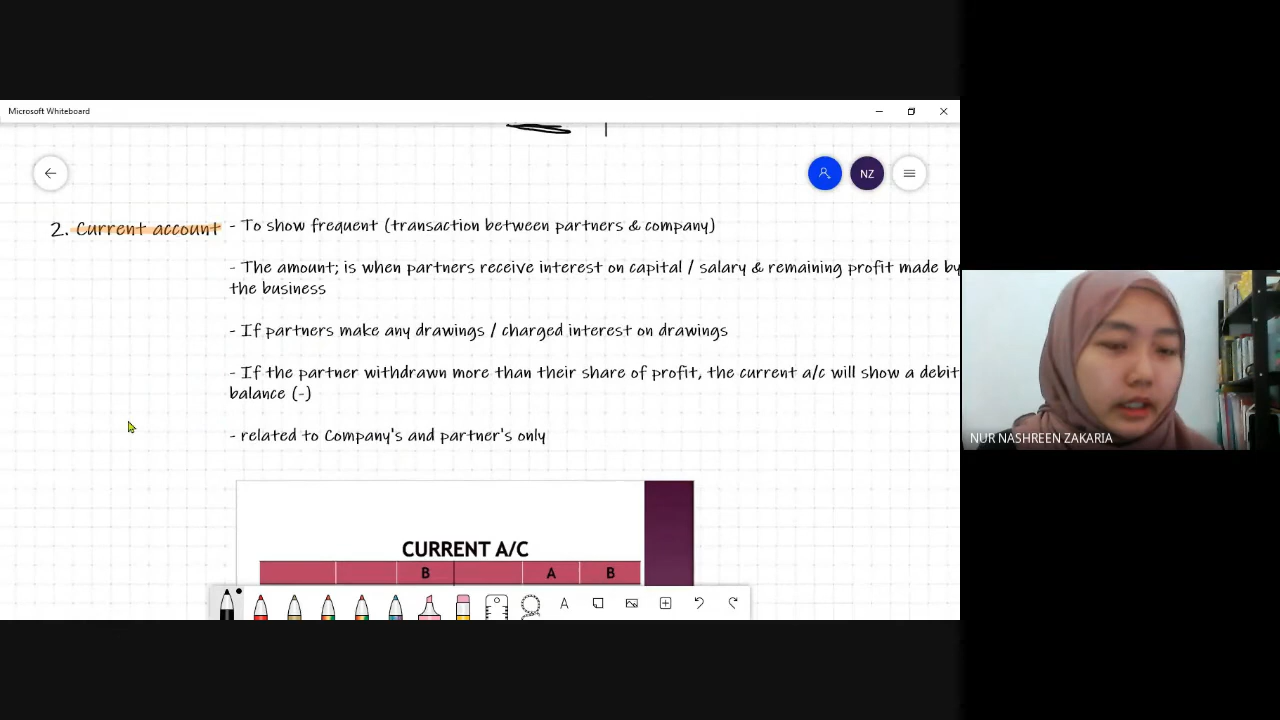 Microsoft Whiteboard
NZ
2. Current account - To show frequent (transaction between partners & company)
- The amount; is when partners receive interest on capital / salary & remaining profit made by
the business
- If partners make any drawings / charged interest on drawings
- If the partner withdrawn more than their share of profit, the current a/c will show a debit
balance (-)
- related to Company's and partner's only
NUR NASHREEN ZAKARIA
CURRENT A/C
B A B
A